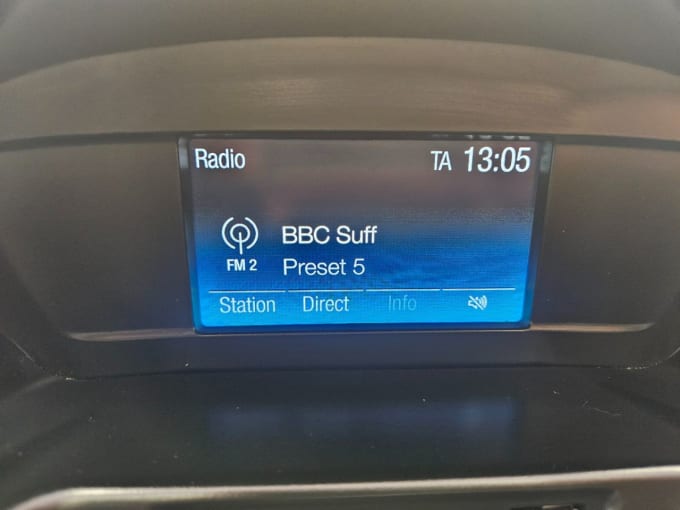 Radio TA 13:05
BBC Suff
FM 2 Preset 5
Station Direct Info